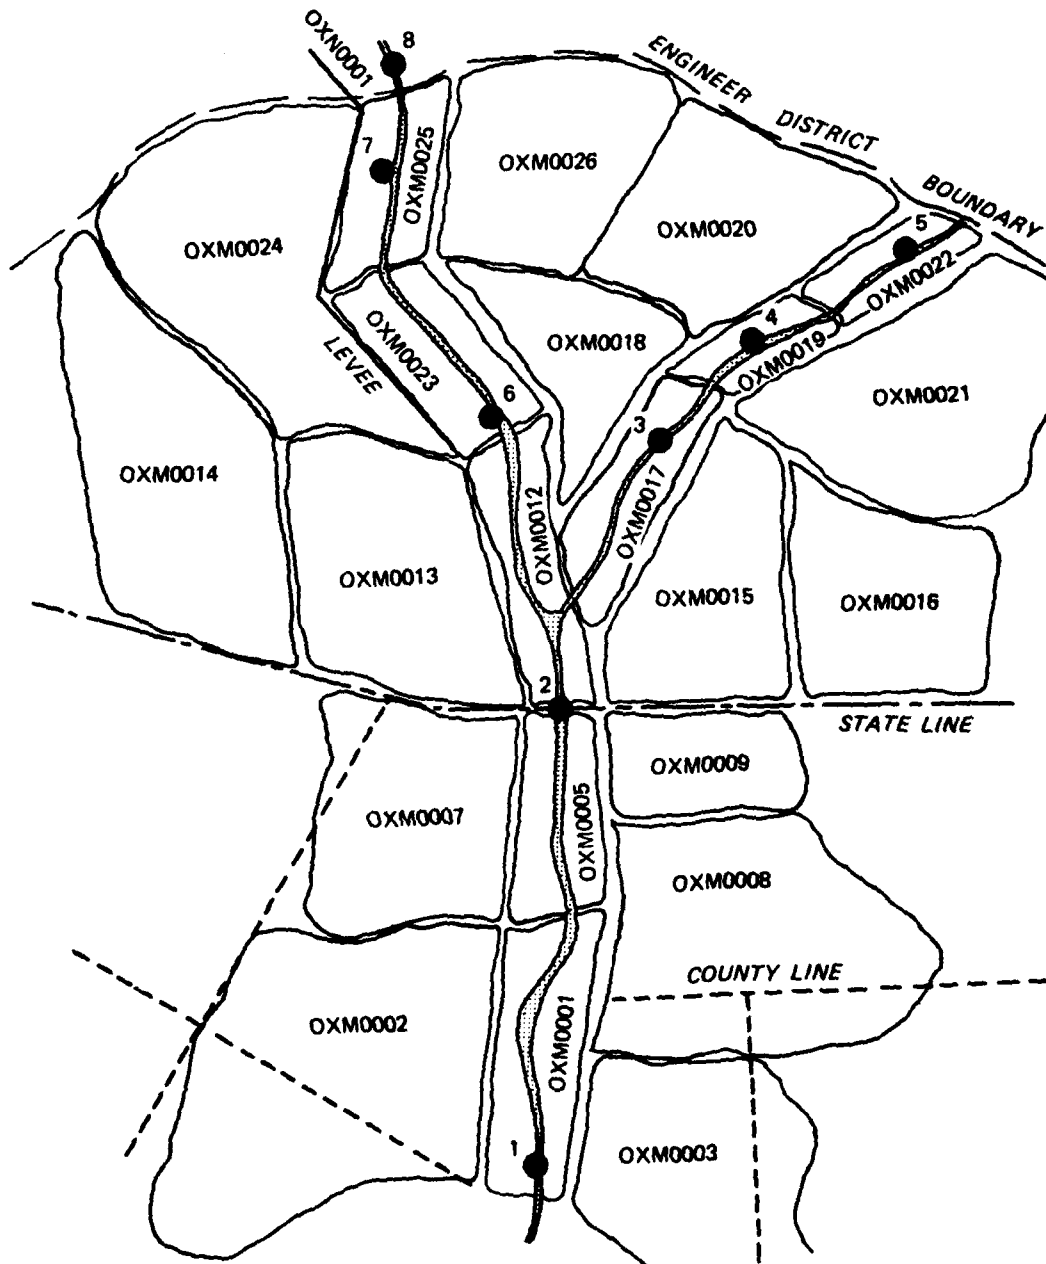 OXN0001
8
ENGINEER DISTRICT BOUNDARY
7
OXM0025
OXM0026
OXM0020
5
OXM0024
OXM0022
4
OXM0018
OXM0019
LEVEE
OXM0023
6
3
OXM0021
OXM0014
OXM0012
OXM0017
OXM0013
OXM0015
OXM0016
2
STATE LINE
OXM0009
OXM0007
OXM0005
OXM0008
COUNTY LINE
OXM0002
OXM0001
1
OXM0003